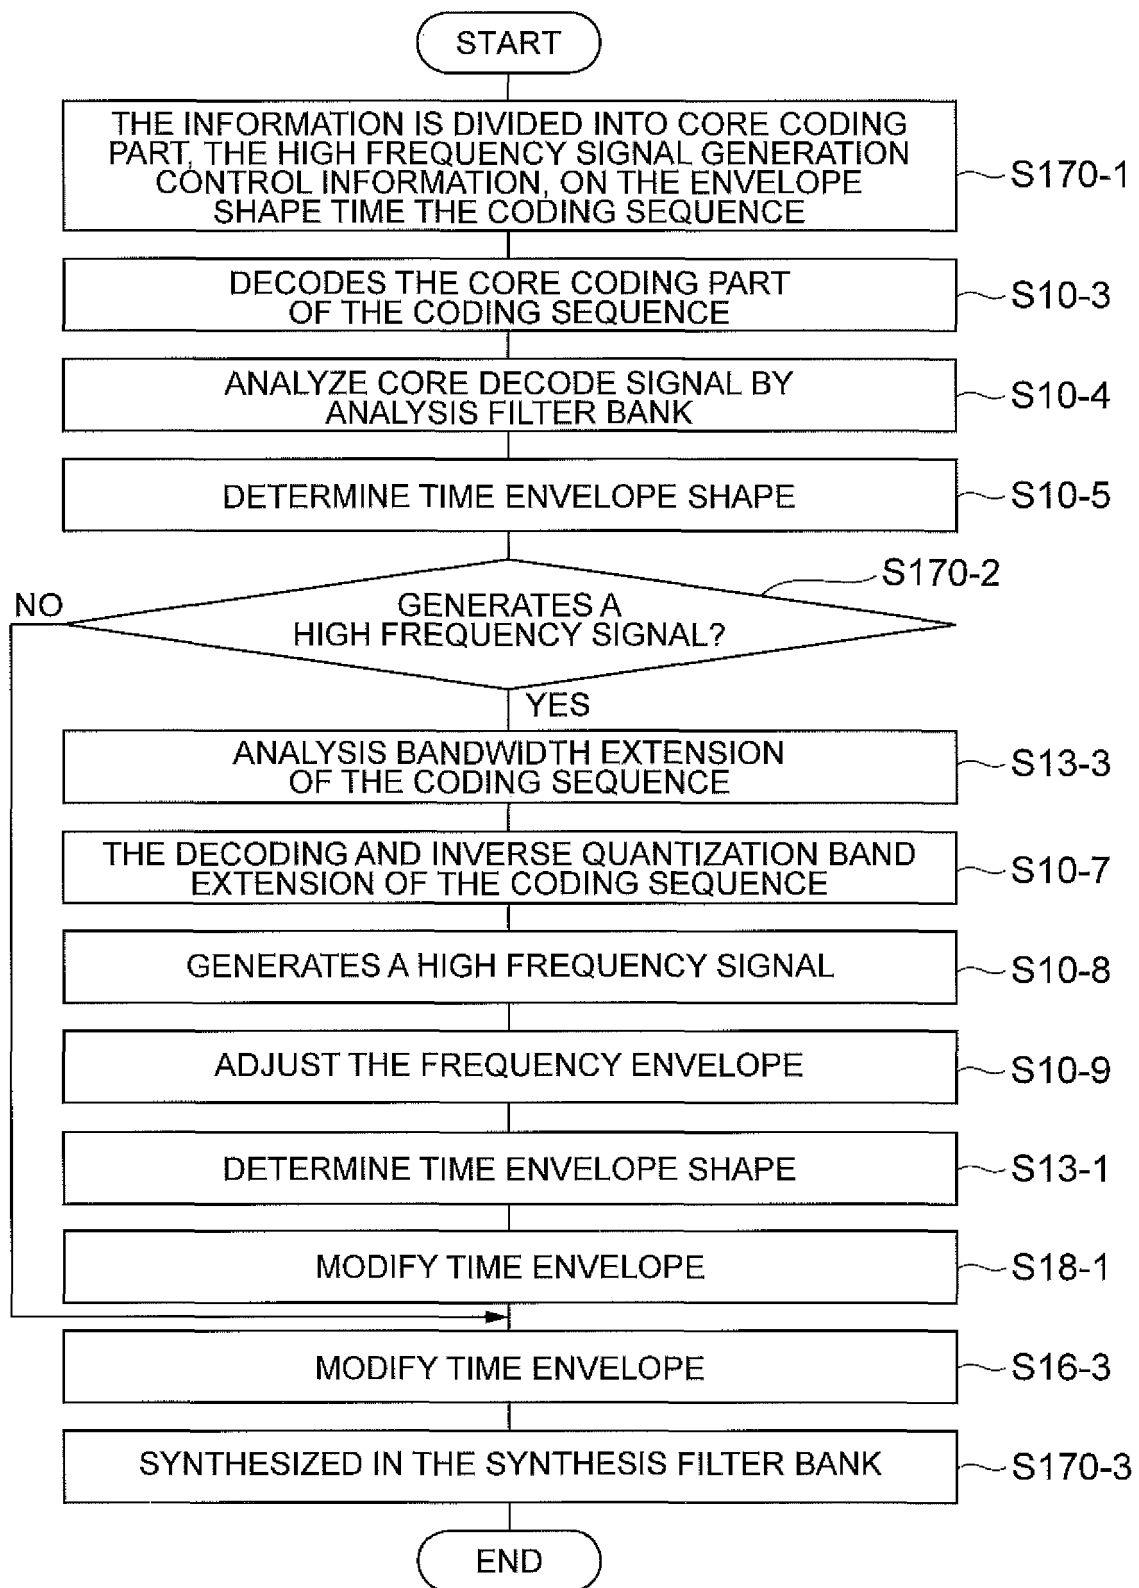 START
THE INFORMATION IS DIVIDED INTO CORE CODING
PART, THE HIGH FREQUENCY SIGNAL GENERATION
CONTROL INFORMATION, ON THE ENVELOPE
SHAPE TIME THE CODING SEQUENCE
S170-1
DECODES THE CORE CODING PART
OF THE CODING SEQUENCE
S10-3
ANALYZE CORE DECODE SIGNAL BY
ANALYSIS FILTER BANK
S10-4
DETERMINE TIME ENVELOPE SHAPE
S10-5
S170-2
NO
GENERATES A
HIGH FREQUENCY SIGNAL?
YES
ANALYSIS BANDWIDTH EXTENSION
OF THE CODING SEQUENCE
S13-3
THE DECODING AND INVERSE QUANTIZATION BAND
EXTENSION OF THE CODING SEQUENCE
S10-7
GENERATES A HIGH FREQUENCY SIGNAL
S10-8
ADJUST THE FREQUENCY ENVELOPE
S10-9
DETERMINE TIME ENVELOPE SHAPE
S13-1
MODIFY TIME ENVELOPE
S18-1
MODIFY TIME ENVELOPE
S16-3
SYNTHESIZED IN THE SYNTHESIS FILTER BANK
S170-3
END